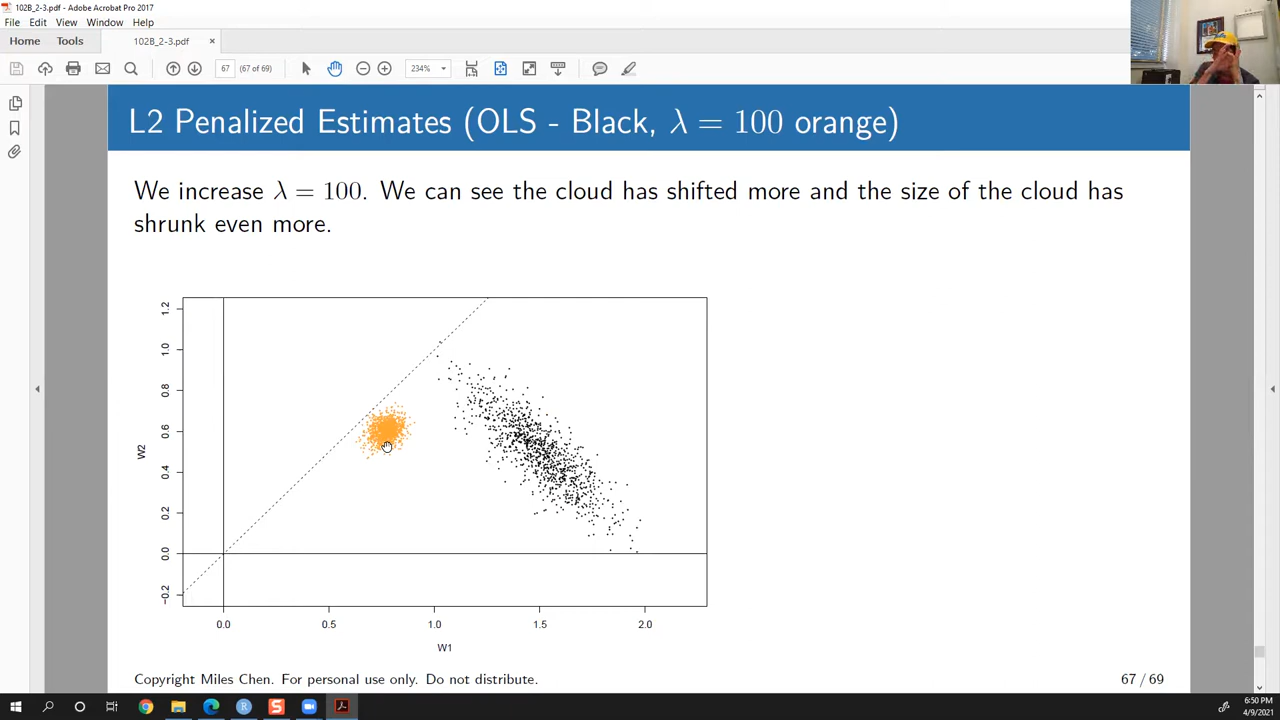 102B_2-3.pdf - Adobe Acrobat Pro 2017
File Edit View Window Help
Home Tools 102B_2-3.pdf ×
67 (67 of 69) 234%
L2 Penalized Estimates (OLS - Black, λ = 100 orange)
We increase λ = 100. We can see the cloud has shifted more and the size of the cloud has
shrunk even more.
1.2
1.0
0.8
0.6
0.4
0.2
0.0
−0.2
W2
0.0 0.5 1.0 1.5 2.0
W1
Copyright Miles Chen. For personal use only. Do not distribute. 67 / 69
6:50 PM
4/9/2021